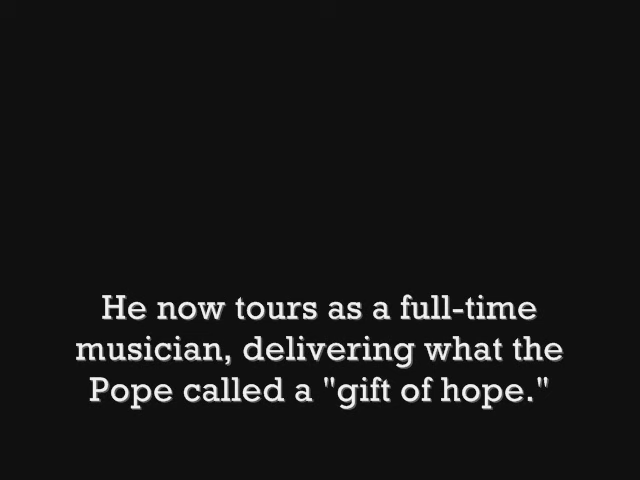 He now tours as a full-time
musician, delivering what the
Pope called a "gift of hope."